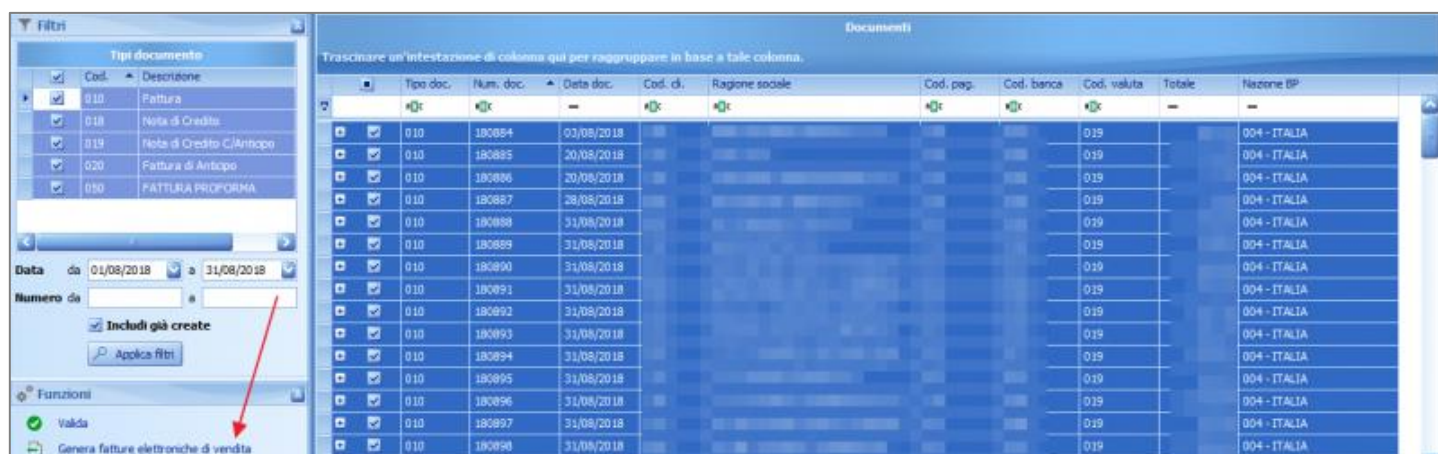 Filtri
Tipi documento
Cod. Descrizione
010 Fattura
018 Nota di Credito
019 Nota di Credito C/Anticipo
020 Fattura di Anticipo
050 FATTURA PROFORMA
Data da 01/08/2018 a 31/08/2018
Numero da a
Includi già create
Applica filtri
Funzioni
Valida
Genera fatture elettroniche di vendita
Documenti
Trascinare un'intestazione di colonna qui per raggruppare in base a tale colonna.
Tipo doc. Num. doc. Data doc. Cod. cli. Ragione sociale Cod. pag. Cod. banca Cod. valuta Totale Nazione BP
010 180884 03/08/2018 019 004 - ITALIA
010 180885 20/08/2018 019 004 - ITALIA
010 180886 20/08/2018 019 004 - ITALIA
010 180887 28/08/2018 019 004 - ITALIA
010 180888 31/08/2018 019 004 - ITALIA
010 180889 31/08/2018 019 004 - ITALIA
010 180890 31/08/2018 019 004 - ITALIA
010 180891 31/08/2018 019 004 - ITALIA
010 180892 31/08/2018 019 004 - ITALIA
010 180893 31/08/2018 019 004 - ITALIA
010 180894 31/08/2018 019 004 - ITALIA
010 180895 31/08/2018 019 004 - ITALIA
010 180896 31/08/2018 019 004 - ITALIA
010 180897 31/08/2018 019 004 - ITALIA
010 180898 31/08/2018 019 004 - ITALIA